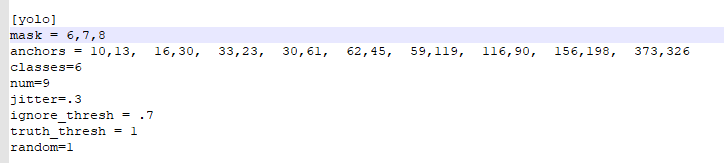 [yolo]
mask = 6,7,8
anchors = 10,13,  16,30,  33,23,  30,61,  62,45,  59,119,  116,90,  156,198,  373,326
classes=6
num=9
jitter=.3
ignore_thresh = .7
truth_thresh = 1
random=1